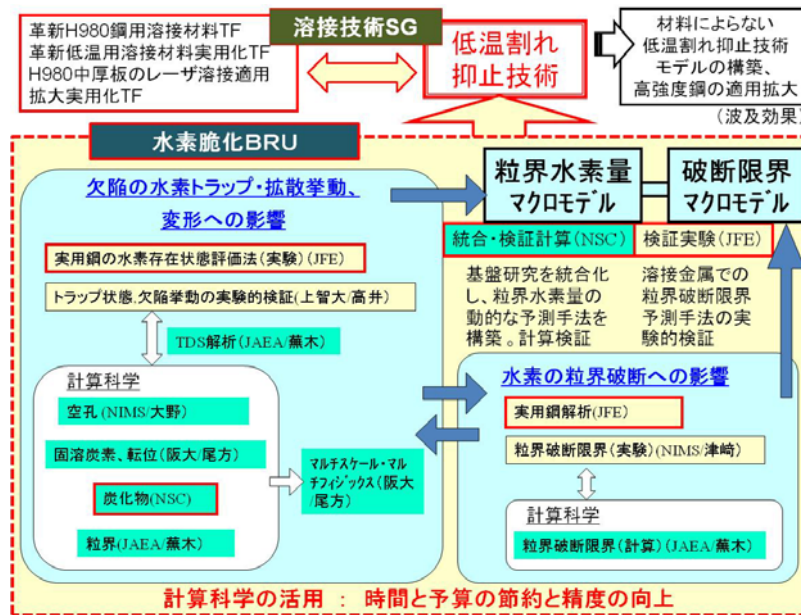 革新H980鋼用溶接材料TF
革新低温用溶接材料実用化TF
H980中厚板のレーザ溶接適用
拡大実用化TF
溶接技術SG
低温割れ
抑止技術
材料によらない
低温割れ抑止技術
モデルの構築、
高強度鋼の適用拡大
(波及効果)
水素脆化BRU
欠陥の水素トラップ・拡散挙動、
変形への影響
実用鋼の水素存在状態評価法(実験)(JFE)
トラップ状態、欠陥挙動の実験的検証(上智大/高井)
TDS解析(JAEA/蕪木)
計算科学
空孔(NIMS/大野)
固溶炭素、転位(阪大/尾方)
炭化物(NSC)
粒界(JAEA/蕪木)
マルチスケール・マル
チフィジックス(阪大
/尾方)
粒界水素量
マクロモデル
破断限界
マクロモデル
統合・検証計算(NSC)
検証実験(JFE)
基盤研究を統合化
し、粒界水素量の
動的な予測手法を
構築。計算検証
溶接金属での
粒界破断限界
予測手法の実
験的検証
水素の粒界破断への影響
実用鋼解析(JFE)
粒界破断限界(実験)(NIMS/津﨑)
計算科学
粒界破断限界(計算)(JAEA/蕪木)
計算科学の活用 : 時間と予算の節約と精度の向上